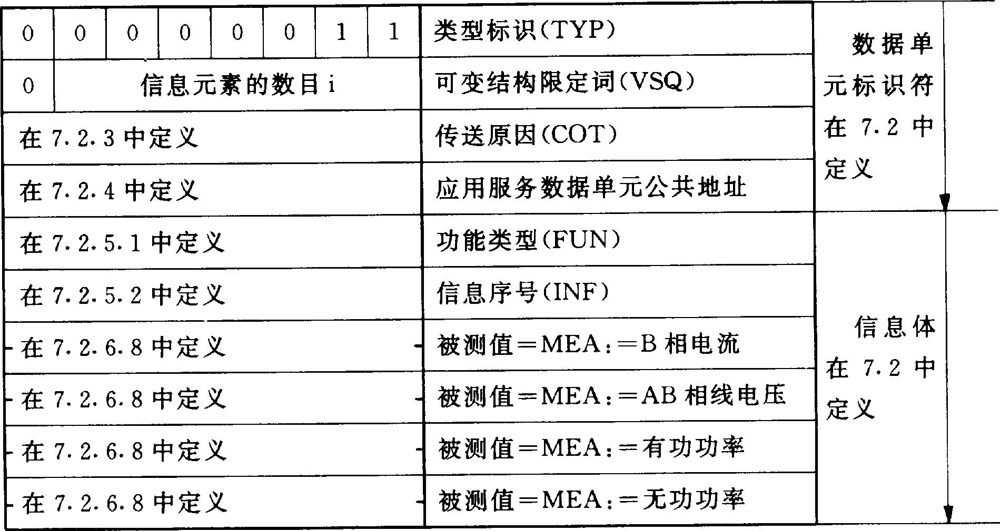 0 0 0 0 0 0 1 1 类型标识(TYP)
0 信息元素的数目 i 可变结构限定词(VSQ)
在 7.2.3 中定义 传送原因(COT)
在 7.2.4 中定义 应用服务数据单元公共地址
数据单
元标识符
在 7.2 中
定义
在 7.2.5.1 中定义 功能类型(FUN)
在 7.2.5.2 中定义 信息序号(INF)
在 7.2.6.8 中定义 被测值=MEA:=B 相电流
在 7.2.6.8 中定义 被测值=MEA:=AB 相线电压
在 7.2.6.8 中定义 被测值=MEA:=有功功率
在 7.2.6.8 中定义 被测值=MEA:=无功功率
信息体
在 7.2 中
定义